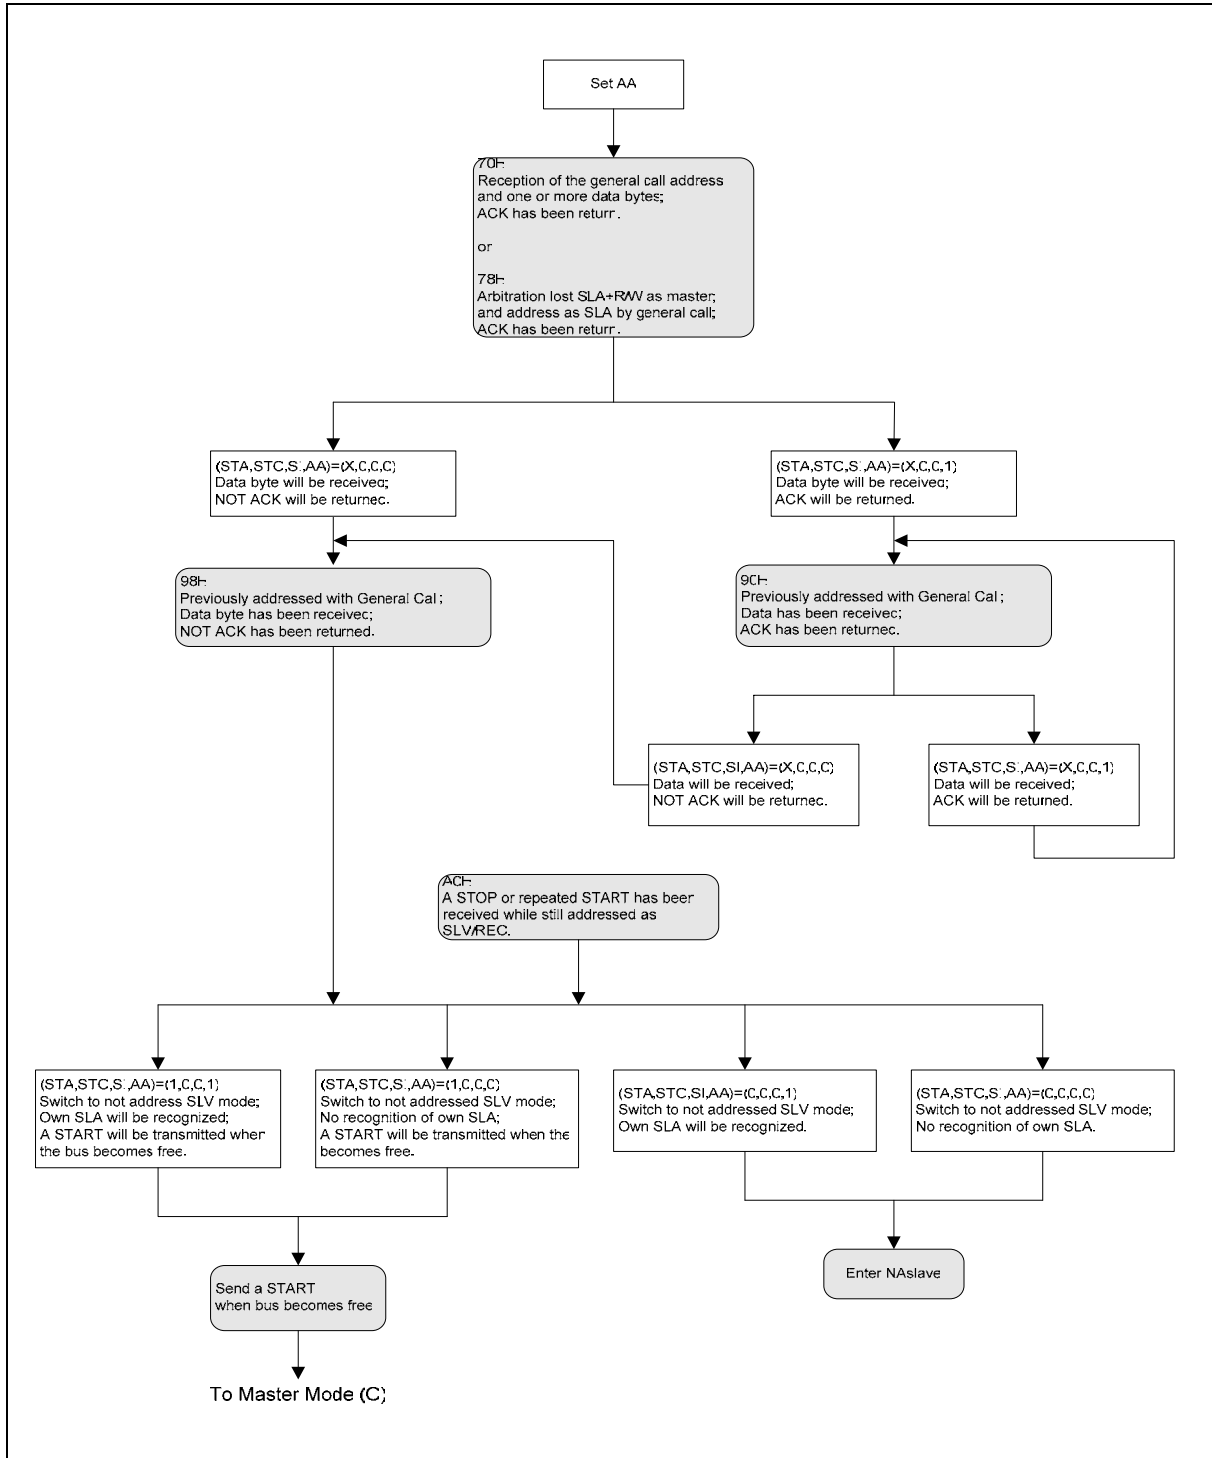 Set AA
70H:
Reception of the general call address
and one or more data bytes;
ACK has been return.
or
78H:
Arbitration lost SLA+R/W as master;
and address as SLA by general call;
ACK has been return.
(STA,STO,SI,AA)=(X,0,0,0)
Data byte will be received;
NOT ACK will be returned.
(STA,STO,SI,AA)=(X,0,0,1)
Data byte will be received;
ACK will be returned.
98H:
Previously addressed with General Call;
Data byte has been received;
NOT ACK has been returned.
90H:
Previously addressed with General Call;
Data has been received;
ACK has been returned.
(STA,STO,SI,AA)=(X,0,0,0)
Data will be received;
NOT ACK will be returned.
(STA,STO,SI,AA)=(X,0,0,1)
Data will be received;
ACK will be returned.
A0H:
A STOP or repeated START has been
received while still addressed as
SLV/REC.
(STA,STO,SI,AA)=(1,0,0,1)
Switch to not address SLV mode;
Own SLA will be recognized;
A START will be transmitted when
the bus becomes free.
(STA,STO,SI,AA)=(1,0,0,0)
Switch to not addressed SLV mode;
No recognition of own SLA;
A START will be transmitted when the
becomes free.
(STA,STO,SI,AA)=(0,0,0,1)
Switch to not addressed SLV mode;
Own SLA will be recognized.
(STA,STO,SI,AA)=(0,0,0,0)
Switch to not addressed SLV mode;
No recognition of own SLA.
Send a START
when bus becomes free
Enter NAslave
To Master Mode (C)